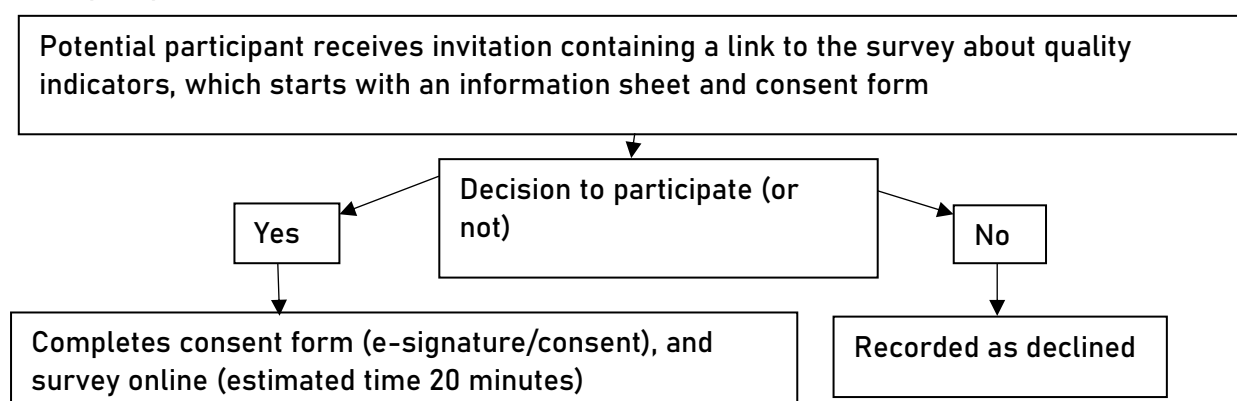 Potential participant receives invitation containing a link to the survey about quality
indicators, which starts with an information sheet and consent form
Decision to participate (or
not)
Yes
No
Completes consent form (e-signature/consent), and
survey online (estimated time 20 minutes)
Recorded as declined